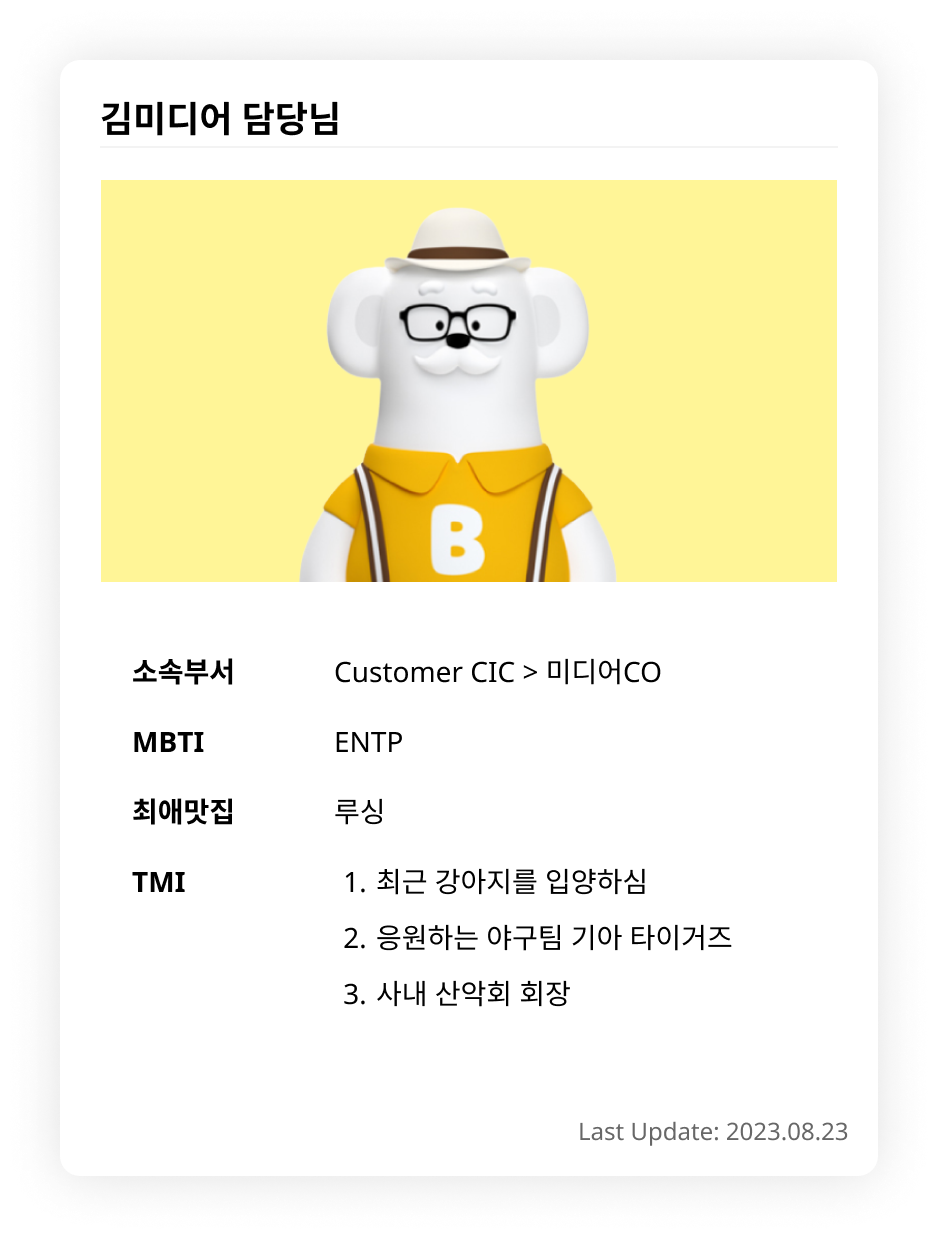 김미디어 담당님
B
소속부서 Customer CIC > 미디어CO
MBTI ENTP
최애맛집 루싱
TMI 1. 최근 강아지를 입양하심
2. 응원하는 야구팀 기아 타이거즈
3. 사내 산악회 회장
Last Update: 2023.08.23